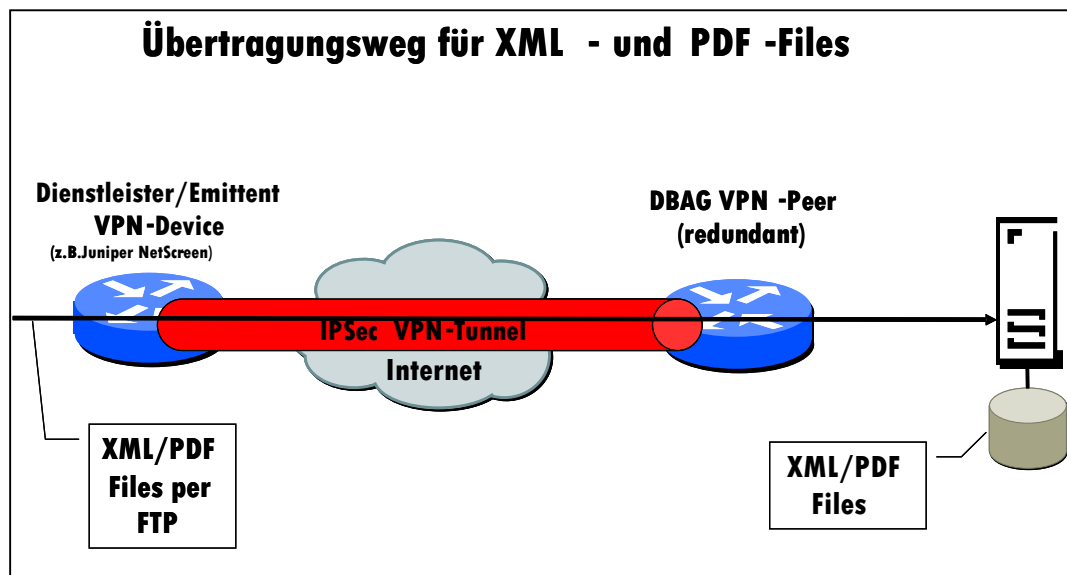 Übertragungsweg für XML - und PDF -Files
Dienstleister/Emittent
VPN-Device
(z.B.Juniper NetScreen)
DBAG VPN -Peer
(redundant)
IPSec VPN-Tunnel
Internet
XML/PDF
Files per
FTP
XML/PDF
Files